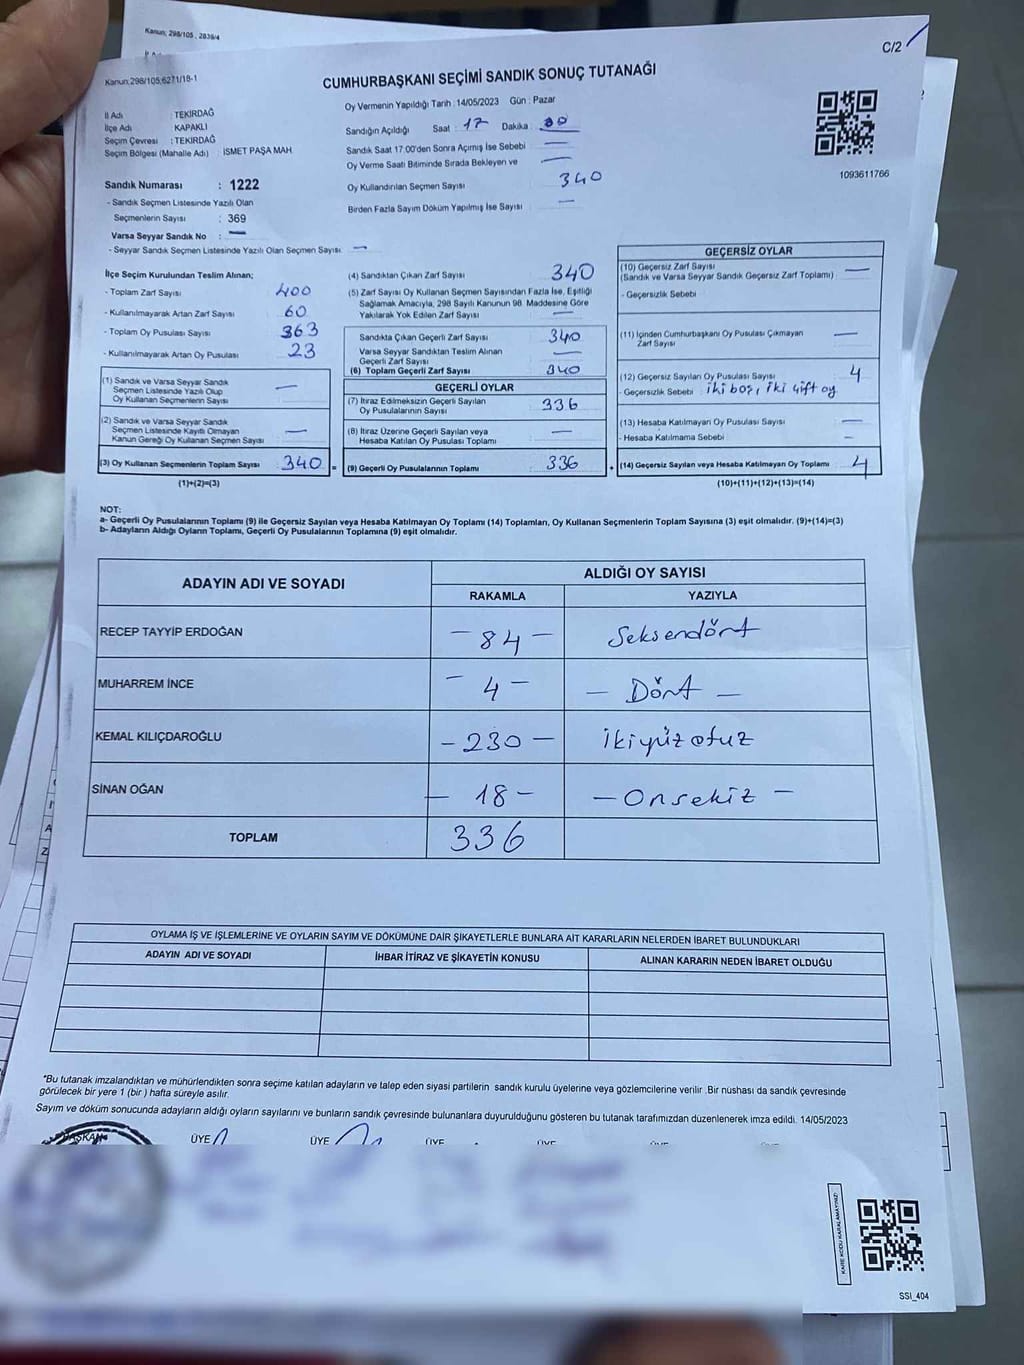 Kanun; 298/105 , 2839/4
C/2
Kanun;298/105;6271/18-1
CUMHURBAŞKANI SEÇİMİ SANDIK SONUÇ TUTANAĞI
Oy Vermenin Yapıldığı Tarih :14/05/2023 Gün : Pazar
İl Adı : TEKİRDAĞ
İlçe Adı : KAPAKLI
Seçim Çevresi : TEKİRDAĞ
Seçim Bölgesi (Mahalle Adı) : İSMET PAŞA MAH
Sandığın Açıldığı Saat : 17 Dakika : 00
Sandık Saat 17:00'den Sonra Açımış İse Sebebi —
Oy Verme Saati Bitiminde Sırada Bekleyen ve —
Oy Kullandırılan Seçmen Sayısı 340
Birden Fazla Sayım Döküm Yapılmış İse Sayısı —
1093611766
Sandık Numarası : 1222
- Sandık Seçmen Listesinde Yazılı Olan
Seçmenlerin Sayısı : 369
Varsa Seyyar Sandık No : —
- Seyyar Sandık Seçmen Listesinde Yazılı Olan Seçmen Sayısı: —
İlçe Seçim Kurulundan Teslim Alınan;
- Toplam Zarf Sayısı 400
- Kullanılmayarak Artan Zarf Sayısı 60
- Toplam Oy Pusulası Sayısı 363
- Kullanılmayarak Artan Oy Pusulası 23
(1) Sandık ve Varsa Seyyar Sandık
Seçmen Listesinde Yazılı Olup
Oy Kullanan Seçmenlerin Sayısı —
(2) Sandık ve Varsa Seyyar Sandık
Seçmen Listesinde Kayıtlı Olmayan
Kanun Gereği Oy Kullanan Seçmen Sayısı —
(3) Oy Kullanan Seçmenlerin Toplam Sayısı 340
(1)+(2)=(3)
(4) Sandıktan Çıkan Zarf Sayısı 340
(5) Zarf Sayısı Oy Kullanan Seçmen Sayısından Fazla İse, Eşitliği
Sağlamak Amacıyla, 298 Sayılı Kanunun 98. Maddesine Göre
Yakılarak Yok Edilen Zarf Sayısı —
Sandıkta Çıkan Geçerli Zarf Sayısı 340
Varsa Seyyar Sandıktan Teslim Alınan
Geçerli Zarf Sayısı —
(6) Toplam Geçerli Zarf Sayısı 340
GEÇERLİ OYLAR
(7) İtiraz Edilmeksizin Geçerli Sayılan
Oy Pusulalarının Sayısı 336
(8) İtiraz Üzerine Geçerli Sayılan veya
Hesaba Katılan Oy Pusulası Toplamı —
= (9) Geçerli Oy Pusulalarının Toplamı 336
GEÇERSİZ OYLAR
(10) Geçersiz Zarf Sayısı —
(Sandık ve Varsa Seyyar Sandık Geçersiz Zarf Toplamı)
- Geçersizlik Sebebi
(11) İçinden Cumhurbaşkanı Oy Pusulası Çıkmayan
Zarf Sayısı —
(12) Geçersiz Sayılan Oy Pusulası Sayısı 4
- Geçersizlik Sebebi iki boş, iki çift oy
(13) Hesaba Katılmayan Oy Pusulası Sayısı —
- Hesaba Katılmama Sebebi –
+ (14) Geçersiz Sayılan veya Hesaba Katılmayan Oy Toplamı 4
(10)+(11)+(12)+(13)=(14)
NOT:
a- Geçerli Oy Pusulalarının Toplamı (9) ile Geçersiz Sayılan veya Hesaba Katılmayan Oy Toplamı (14) Toplamları, Oy Kullanan Seçmenlerin Toplam Sayısına (3) eşit olmalıdır. (9)+(14)=(3)
b- Adayların Aldığı Oyların Toplamı, Geçerli Oy Pusulalarının Toplamına (9) eşit olmalıdır.
ADAYIN ADI VE SOYADI
ALDIĞI OY SAYISI
RAKAMLA YAZIYLA
RECEP TAYYİP ERDOĞAN – 84 – Seksendört
MUHARREM İNCE – 4 – – Dört –
KEMAL KILIÇDAROĞLU – 230 – ikiyüzotuz
SİNAN OĞAN – 18 – – Onsekiz –
TOPLAM 336
OYLAMA İŞ VE İŞLEMLERİNE VE OYLARIN SAYIM VE DÖKÜMÜNE DAİR ŞİKAYETLERLE BUNLARA AİT KARARLARIN NELERDEN İBARET BULUNDUKLARI
ADAYIN ADI VE SOYADI İHBAR İTİRAZ VE ŞİKAYETİN KONUSU ALINAN KARARIN NEDEN İBARET OLDUĞU
*Bu tutanak imzalandıktan ve mühürlendikten sonra seçime katılan adayların ve talep eden siyasi partilerin sandık kurulu üyelerine veya gözlemcilerine verilir .Bir nüshası da sandık çevresinde
görülecek bir yere 1 (bir ) hafta süreyle asılır.
Sayım ve döküm sonucunda adayların aldığı oyların sayılarını ve bunların sandık çevresinde bulunanlara duyurulduğunu gösteren bu tutanak tarafımızdan düzenlenerek imza edildi. 14/05/2023
BAŞKAN ÜYE ÜYE ÜYE ÜYE
KARE KODU KARALAMAYINIZ!
SSİ_404